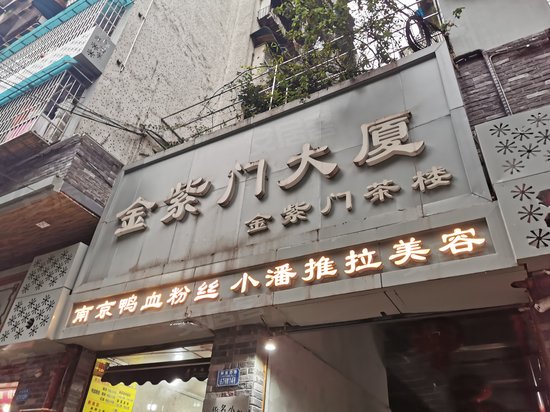 金紫门大厦
金紫门茶楼
南京鸭血粉丝 小潘推拉美容